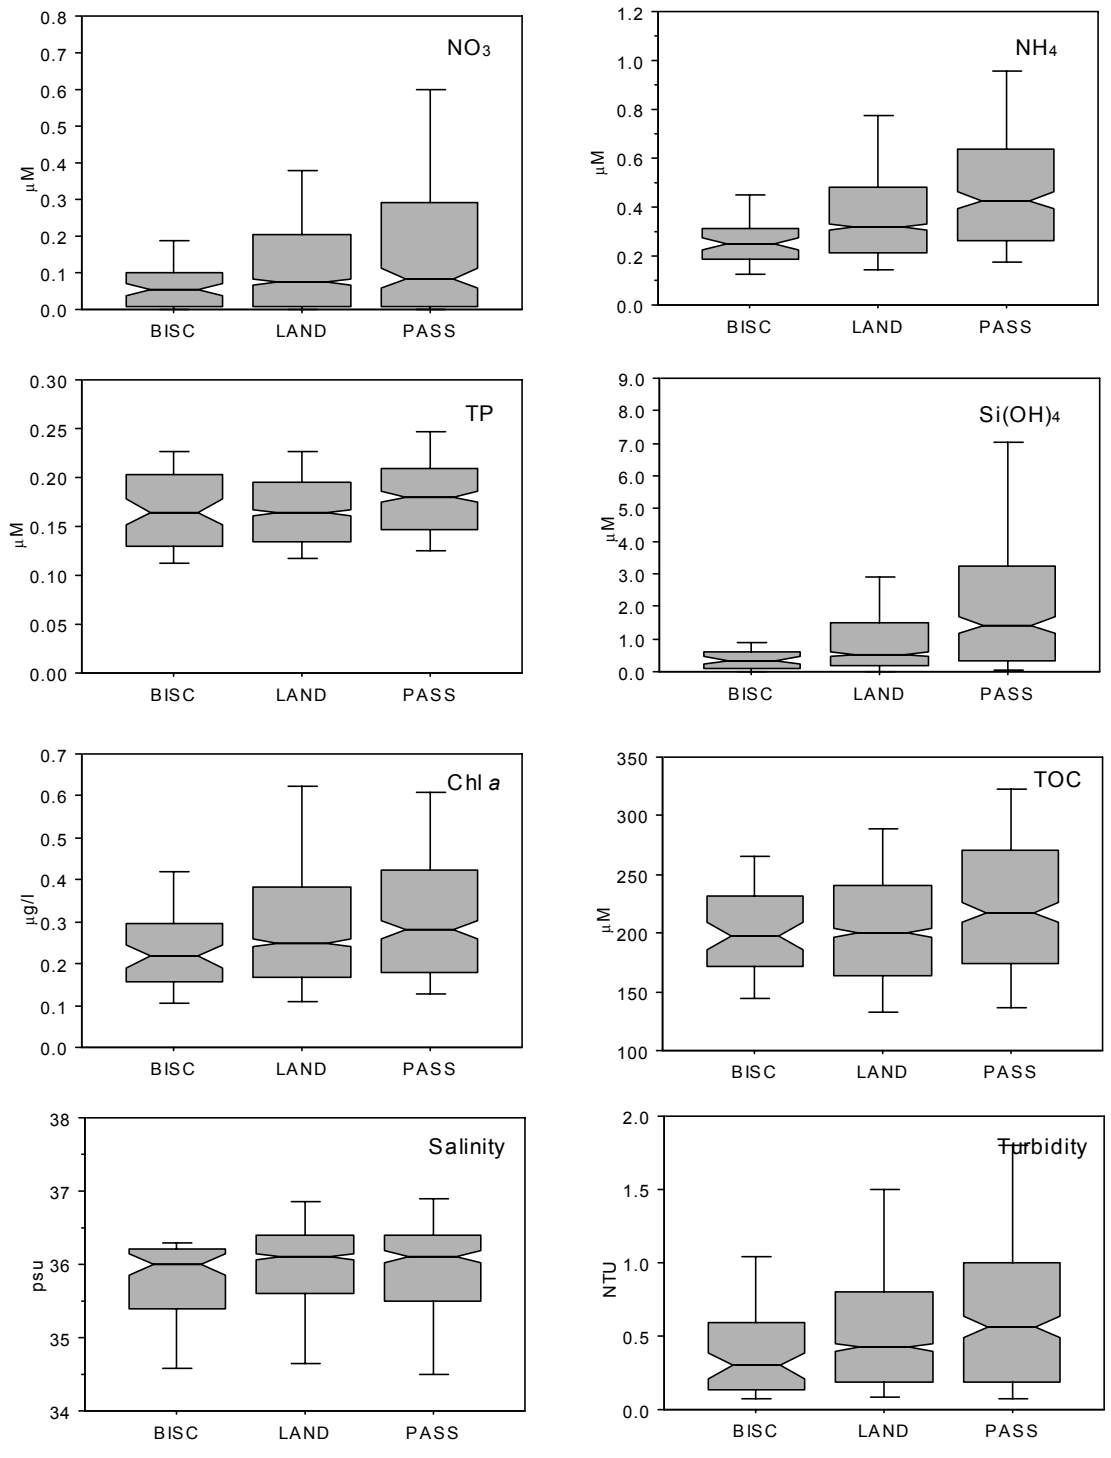 NO3
μM
0.8
0.7
0.6
0.5
0.4
0.3
0.2
0.1
0.0
BISC LAND PASS
NH4
μM
1.2
1.0
0.8
0.6
0.4
0.2
0.0
BISC LAND PASS
TP
μM
0.30
0.25
0.20
0.15
0.10
0.05
0.00
BISC LAND PASS
Si(OH)4
μM
9.0
8.0
7.0
6.0
5.0
4.0
3.0
2.0
1.0
0.0
BISC LAND PASS
Chl a
μg/l
0.7
0.6
0.5
0.4
0.3
0.2
0.1
0.0
BISC LAND PASS
TOC
μM
350
300
250
200
150
100
BISC LAND PASS
Salinity
psu
38
37
36
35
34
BISC LAND PASS
Turbidity
NTU
2.0
1.5
1.0
0.5
0.0
BISC LAND PASS